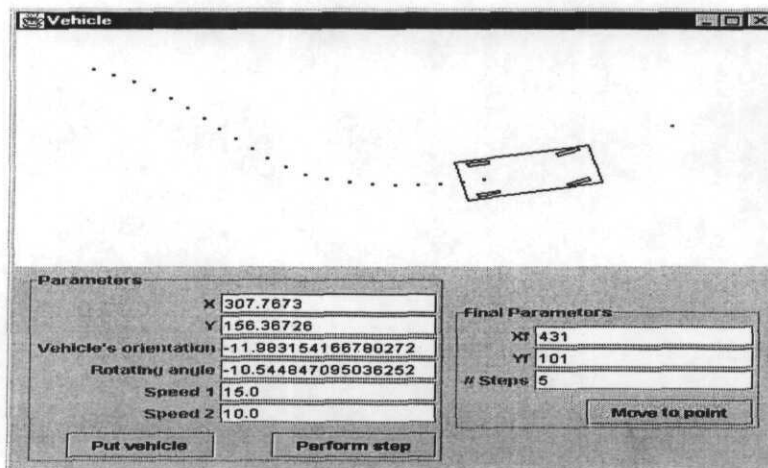 Vehicle
Parameters
X 307.7673
Y 156.36726
Vehicle's orientation -11.983154166780272
Rotating angle -10.544847095036252
Speed 1 15.0
Speed 2 10.0
Put vehicle Perform step
Final Parameters
Xf 431
Yf 101
# Steps 5
Move to point